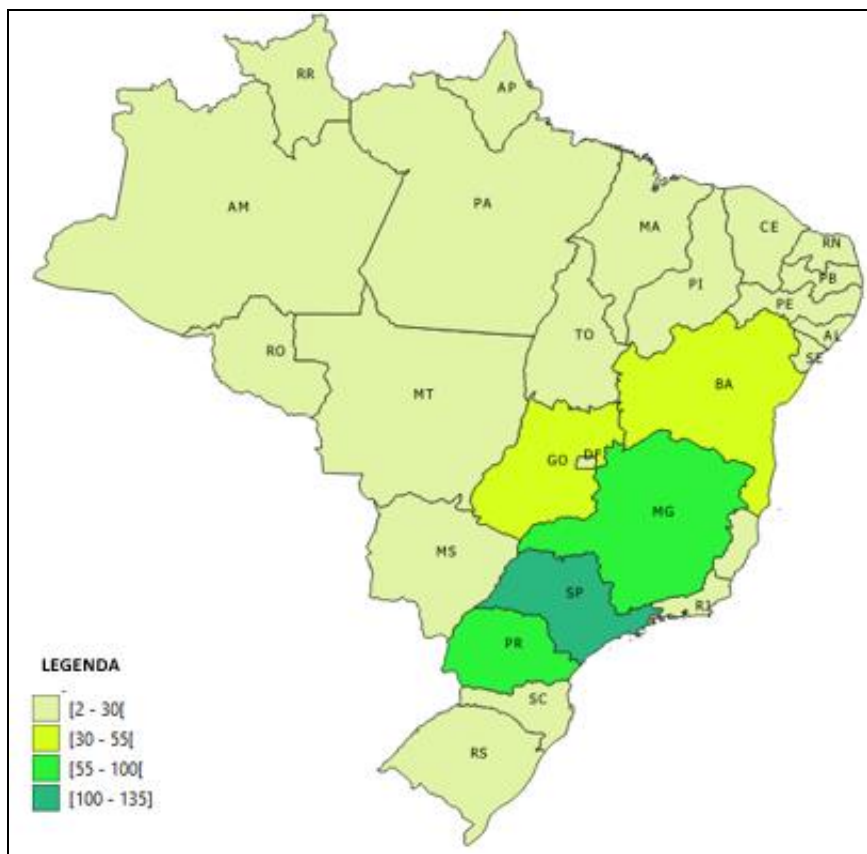 RR
AP
AM
PA
MA
CE
RN
PB
PI
PE
AL
SE
TO
RO
BA
MT
GO
DF
MG
MS
SP
RJ
PR
SC
RS
LEGENDA
[2 - 30[
[30 - 55[
[55 - 100[
[100 - 135]